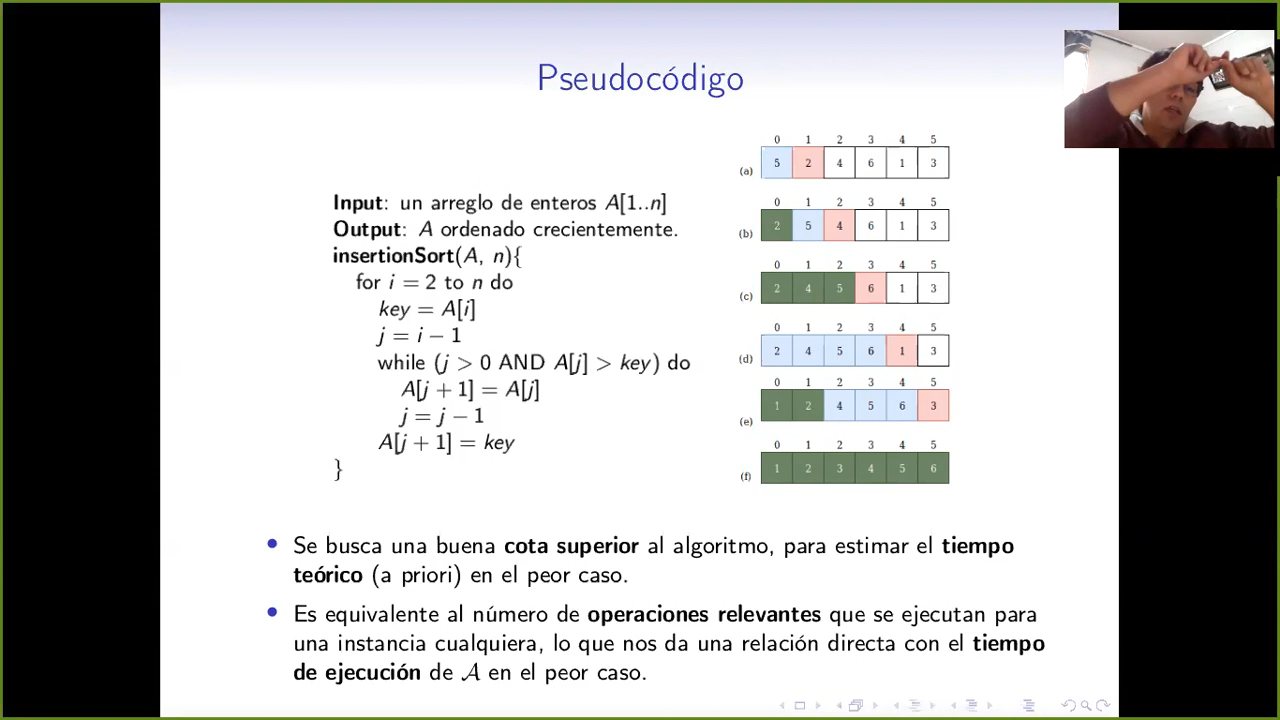 Pseudocódigo
Input: un arreglo de enteros A[1..n]
Output: A ordenado crecientemente.
insertionSort(A, n){
for i = 2 to n do
key = A[i]
j = i − 1
while (j > 0 AND A[j] > key) do
A[j + 1] = A[j]
j = j − 1
A[j + 1] = key
}
0 1 2 3 4 5
(a) 5 2 4 6 1 3
0 1 2 3 4 5
(b) 2 5 4 6 1 3
0 1 2 3 4 5
(c) 2 4 5 6 1 3
0 1 2 3 4 5
(d) 2 4 5 6 1 3
0 1 2 3 4 5
(e) 1 2 4 5 6 3
0 1 2 3 4 5
(f) 1 2 3 4 5 6
• Se busca una buena cota superior al algoritmo, para estimar el tiempo
teórico (a priori) en el peor caso.
• Es equivalente al número de operaciones relevantes que se ejecutan para
una instancia cualquiera, lo que nos da una relación directa con el tiempo
de ejecución de 𝒜 en el peor caso.